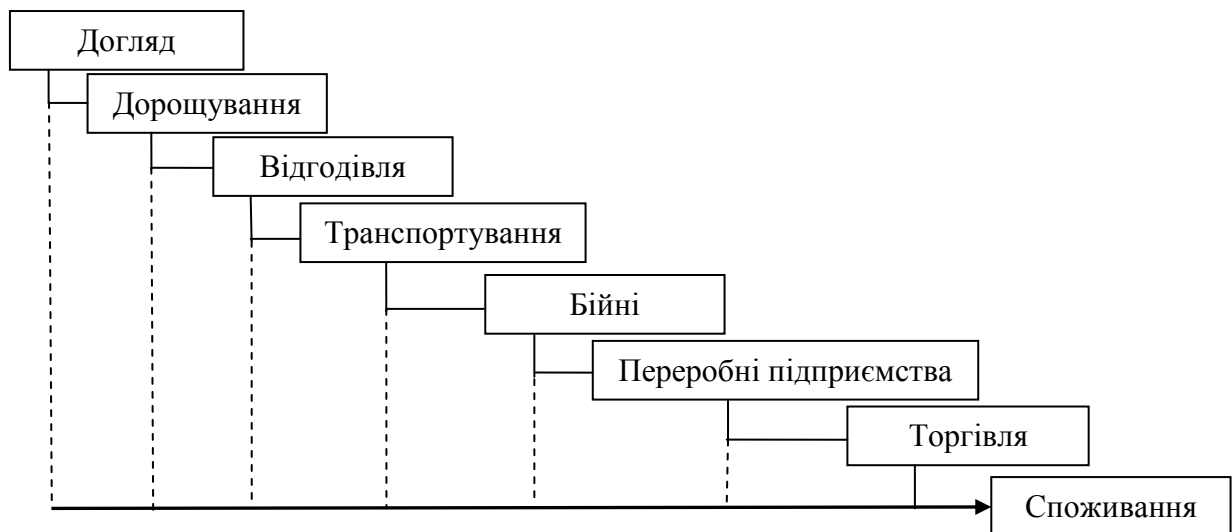 Догляд
Дорощування
Відгодівля
Транспортування
Бійні
Переробні підприємства
Торгівля
Споживання